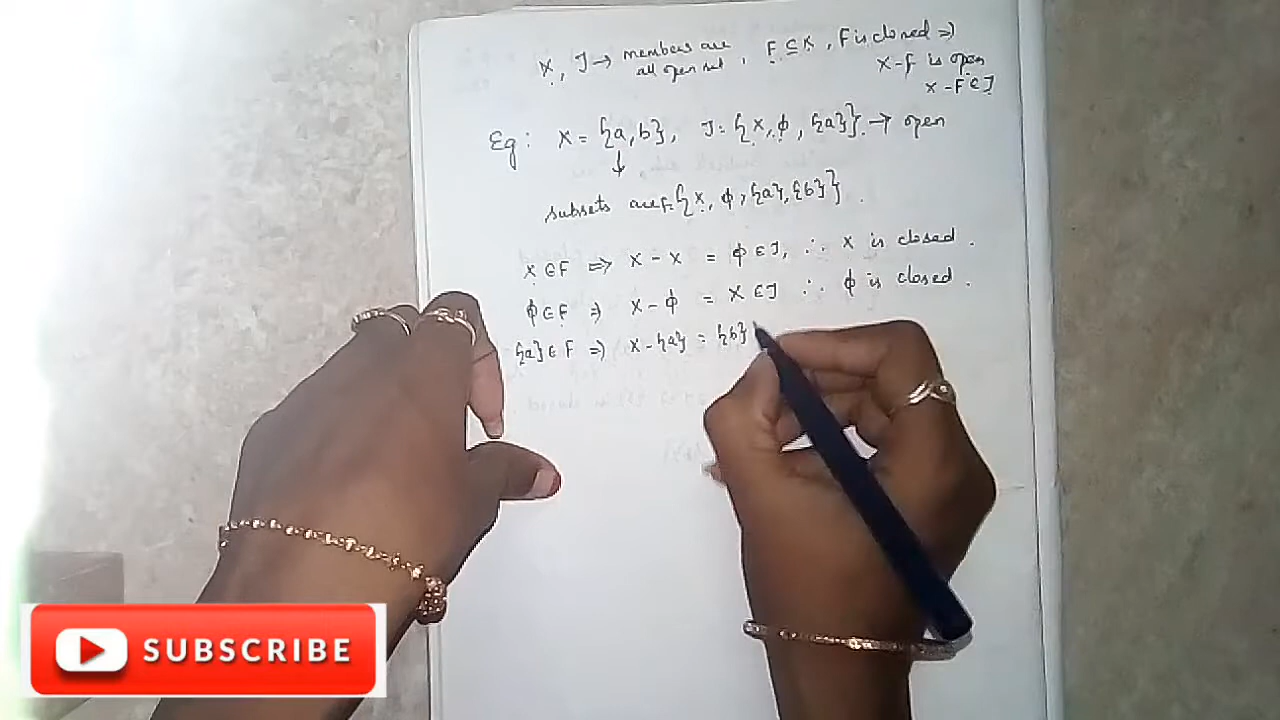 X, J → members are all open set, F ⊆ X, F is closed ⇒
X - F is open
X - F ∈ J
Eg: X = {a, b}, J = {X, φ, {a}} → open
↓
subsets are F = {X, φ, {a}, {b}}.
X ∈ F ⇒ X - X = φ ∈ J, ∴ X is closed.
φ ∈ F ⇒ X - φ = X ∈ J ∴ φ is closed.
{a} ∈ F ⇒ X - {a} = {b}
SUBSCRIBE